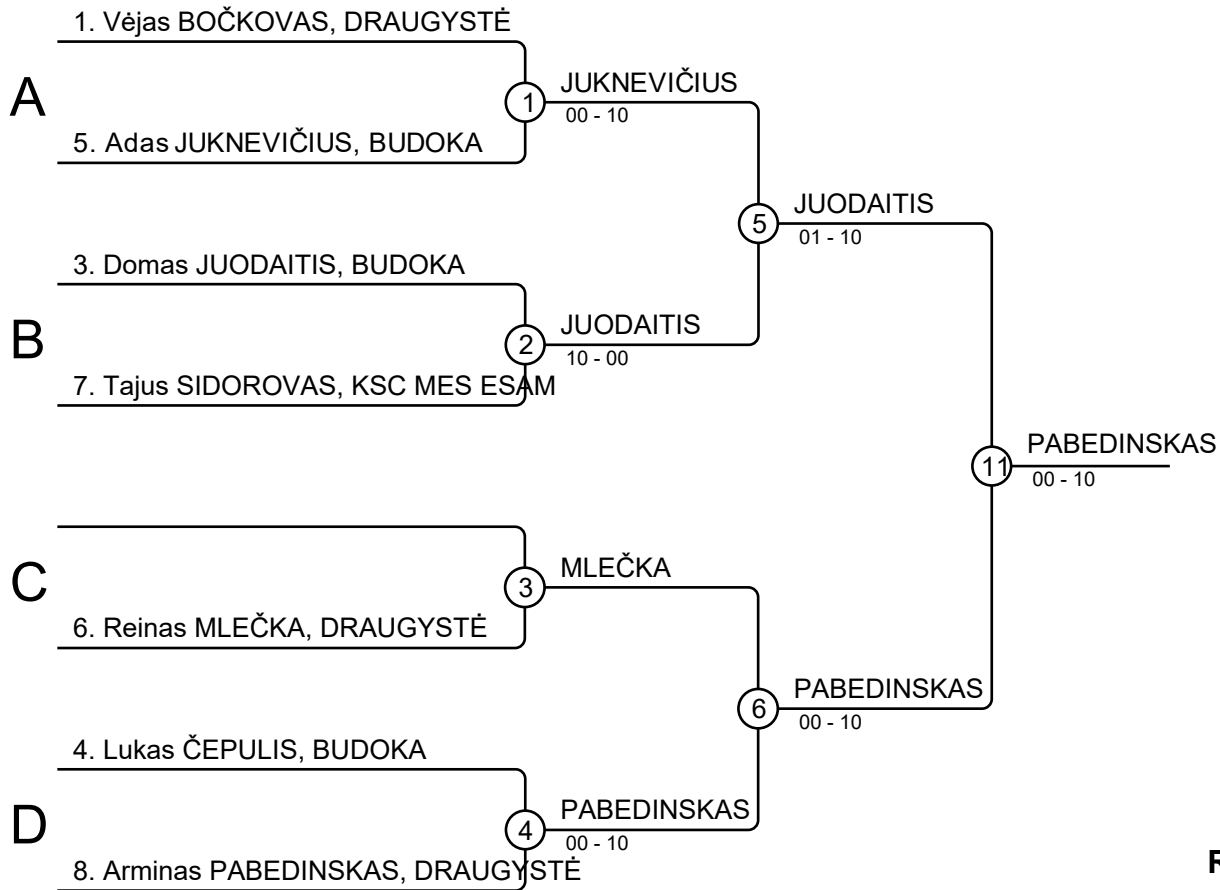 1. Vėjas BOČKOVAS, DRAUGYSTĖ
A
1
JUKNEVIČIUS
00 - 10
5. Adas JUKNEVIČIUS, BUDOKA
5
JUODAITIS
01 - 10
3. Domas JUODAITIS, BUDOKA
B
2
JUODAITIS
10 - 00
7. Tajus SIDOROVAS, KSC MES ESAM
11
PABEDINSKAS
00 - 10
C
3
MLEČKA
6. Reinas MLEČKA, DRAUGYSTĖ
6
PABEDINSKAS
00 - 10
4. Lukas ČEPULIS, BUDOKA
D
4
PABEDINSKAS
00 - 10
8. Arminas PABEDINSKAS, DRAUGYSTĖ